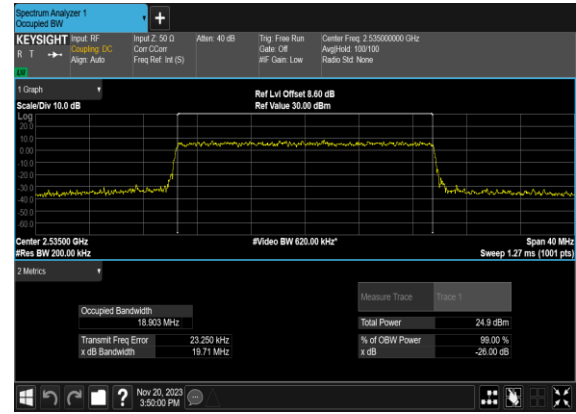 Spectrum Analyzer 1
Occupied BW
+
KEYSIGHT Input: RF Input Z: 50 Ω Atten: 40 dB Trig: Free Run Center Freq: 2.535000000 GHz
R T Coupling: DC Corr CCorr Gate: Off Avg|Hold: 100/100
Align: Auto Freq Ref: Int (S) #IF Gain: Low Radio Std: None
LXI
1 Graph
Ref Lvl Offset 8.60 dB
Scale/Div 10.0 dB Ref Value 30.00 dBm
Log
20.0
10.0
0.00
-10.0
-20.0
-30.0
-40.0
-50.0
-60.0
Center 2.53500 GHz #Video BW 620.00 kHz* Span 40 MHz
#Res BW 200.00 kHz Sweep 1.27 ms (1001 pts)
2 Metrics
Measure Trace Trace 1
Occupied Bandwidth
18.903 MHz Total Power 24.9 dBm
Transmit Freq Error 23.250 kHz % of OBW Power 99.00 %
x dB Bandwidth 19.71 MHz x dB -26.00 dB
? Nov 20, 2023
3:50:00 PM